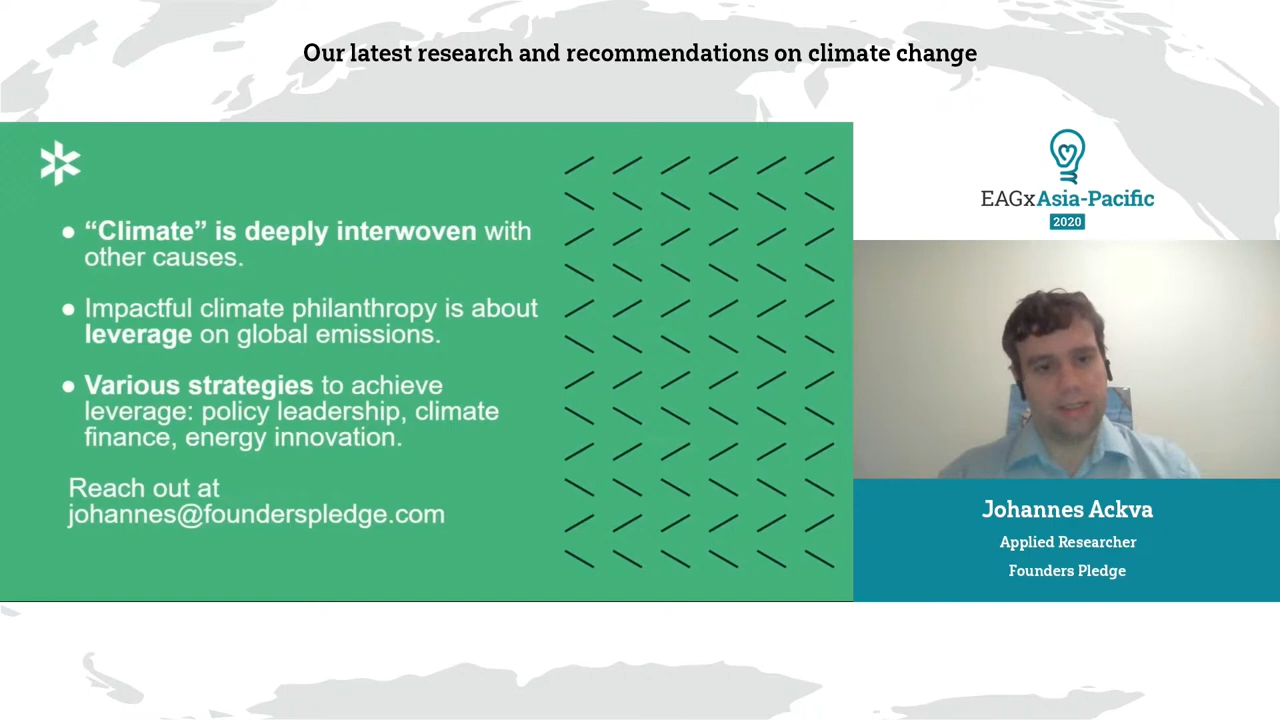 Our latest research and recommendations on climate change
● “Climate” is deeply interwoven with
other causes.
● Impactful climate philanthropy is about
leverage on global emissions.
● Various strategies to achieve
leverage: policy leadership, climate
finance, energy innovation.
Reach out at
johannes@founderspledge.com
EAGxAsia-Pacific
2020
Johannes Ackva
Applied Researcher
Founders Pledge